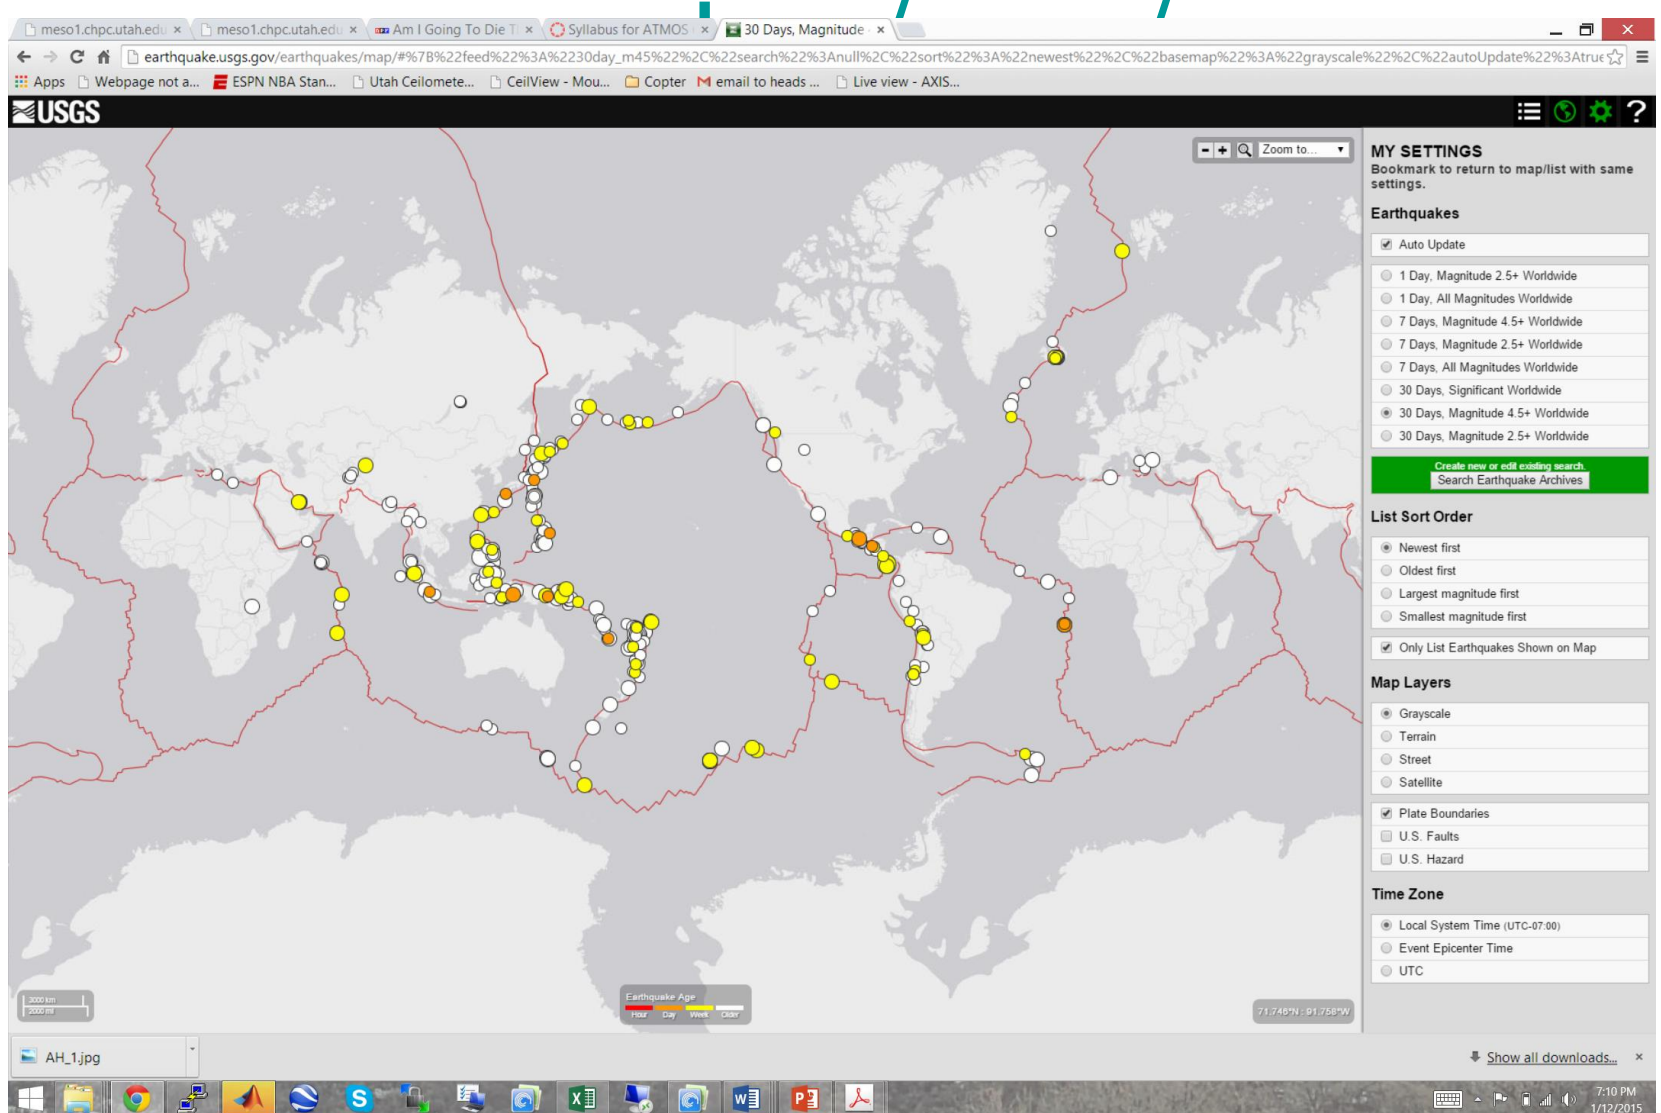 meso1.chpc.utah.edu
meso1.chpc.utah.edu
Am I Going To Die T
Syllabus for ATMOS
30 Days, Magnitude
earthquake.usgs.gov/earthquakes/map/#%7B%22feed%22%3A%2230day_m45%22%2C%22search%22%3Anull%2C%22sort%22%3A%22newest%22%2C%22basemap%22%3A%22grayscale%22%2C%22autoUpdate%22%3Atrue
Apps Webpage not a... ESPN NBA Stan... Utah Ceilomete... CeilView - Mou... Copter email to heads ... Live view - AXIS...
USGS
?
- + Zoom to...
MY SETTINGS
Bookmark to return to map/list with same
settings.
Earthquakes
Auto Update
1 Day, Magnitude 2.5+ Worldwide
1 Day, All Magnitudes Worldwide
7 Days, Magnitude 4.5+ Worldwide
7 Days, Magnitude 2.5+ Worldwide
7 Days, All Magnitudes Worldwide
30 Days, Significant Worldwide
30 Days, Magnitude 4.5+ Worldwide
30 Days, Magnitude 2.5+ Worldwide
Create new or edit existing search.
Search Earthquake Archives
List Sort Order
Newest first
Oldest first
Largest magnitude first
Smallest magnitude first
Only List Earthquakes Shown on Map
Map Layers
Grayscale
Terrain
Street
Satellite
Plate Boundaries
U.S. Faults
U.S. Hazard
Time Zone
Local System Time (UTC-07:00)
Event Epicenter Time
UTC
3000 km
2000 mi
Earthquake Age
Hour Day Week Older
71.746°N : 91.758°W
AH_1.jpg
Show all downloads...
7:10 PM
1/12/2015